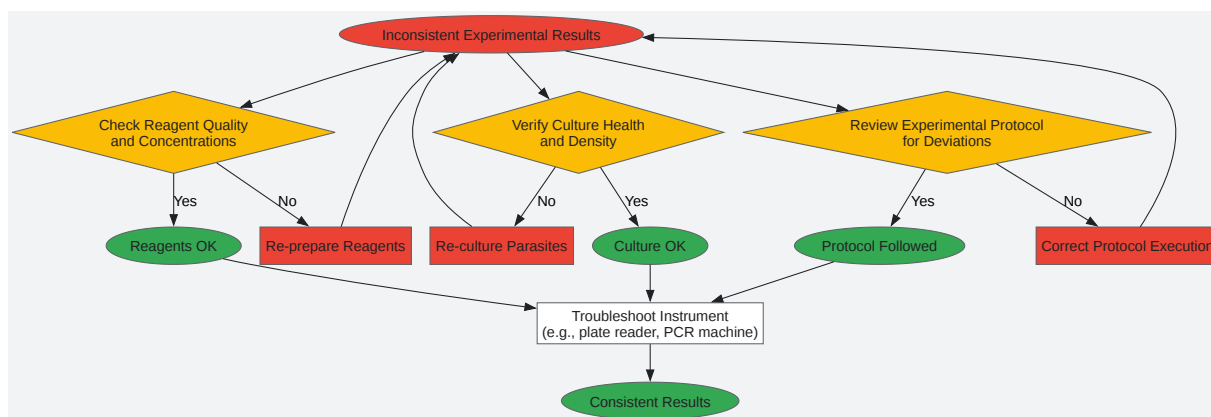 Inconsistent Experimental Results
Check Reagent Quality
and Concentrations
Verify Culture Health
and Density
Review Experimental Protocol
for Deviations
Yes
No
No
Yes
Yes
No
Reagents OK
Re-prepare Reagents
Re-culture Parasites
Culture OK
Protocol Followed
Correct Protocol Execution
Troubleshoot Instrument
(e.g., plate reader, PCR machine)
Consistent Results